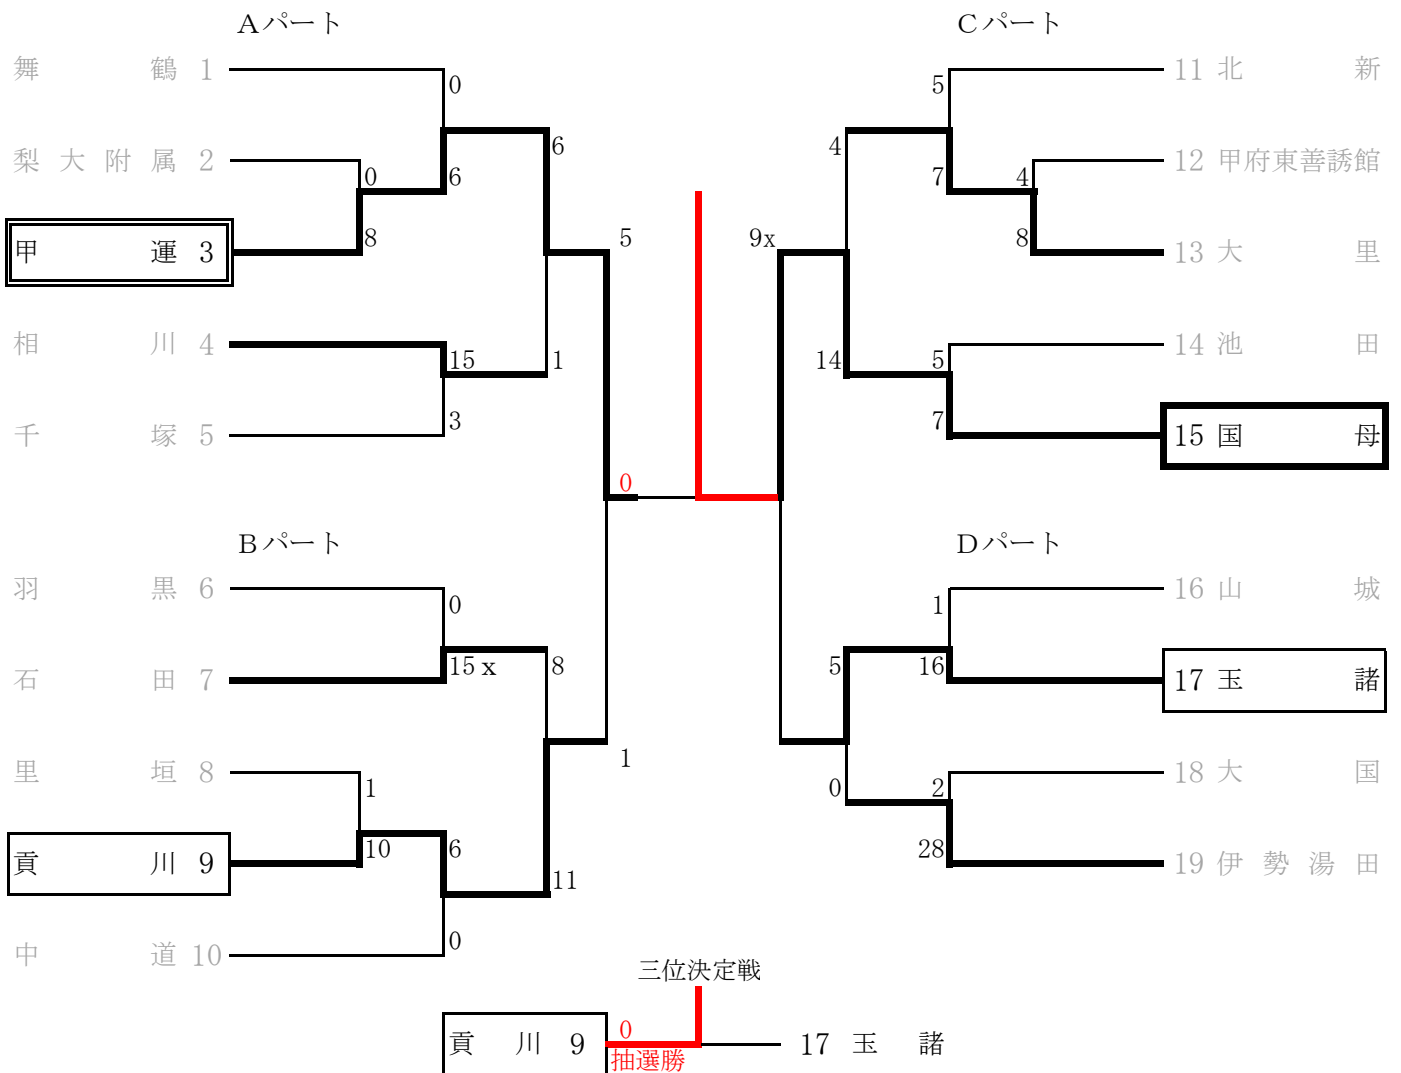 Aパート
舞鶴 1
0
梨大附属 2
0
6
6
甲運 3
8
5
相川 4
15
1
千塚 5
3
0
Bパート
羽黒 6
0
石田 7
15 x
8
里垣 8
1
1
貢川 9
10
6
11
中道 10
0
Cパート
11 北新
5
12 甲府東善誘館
4
7
4
13 大里
8
9x
14 池田
5
14
15 国母
7
Dパート
16 山城
1
17 玉諸
16
5
18 大国
2
0
19 伊勢湯田
28
三位決定戦
貢川 9
0
抽選勝
17 玉諸